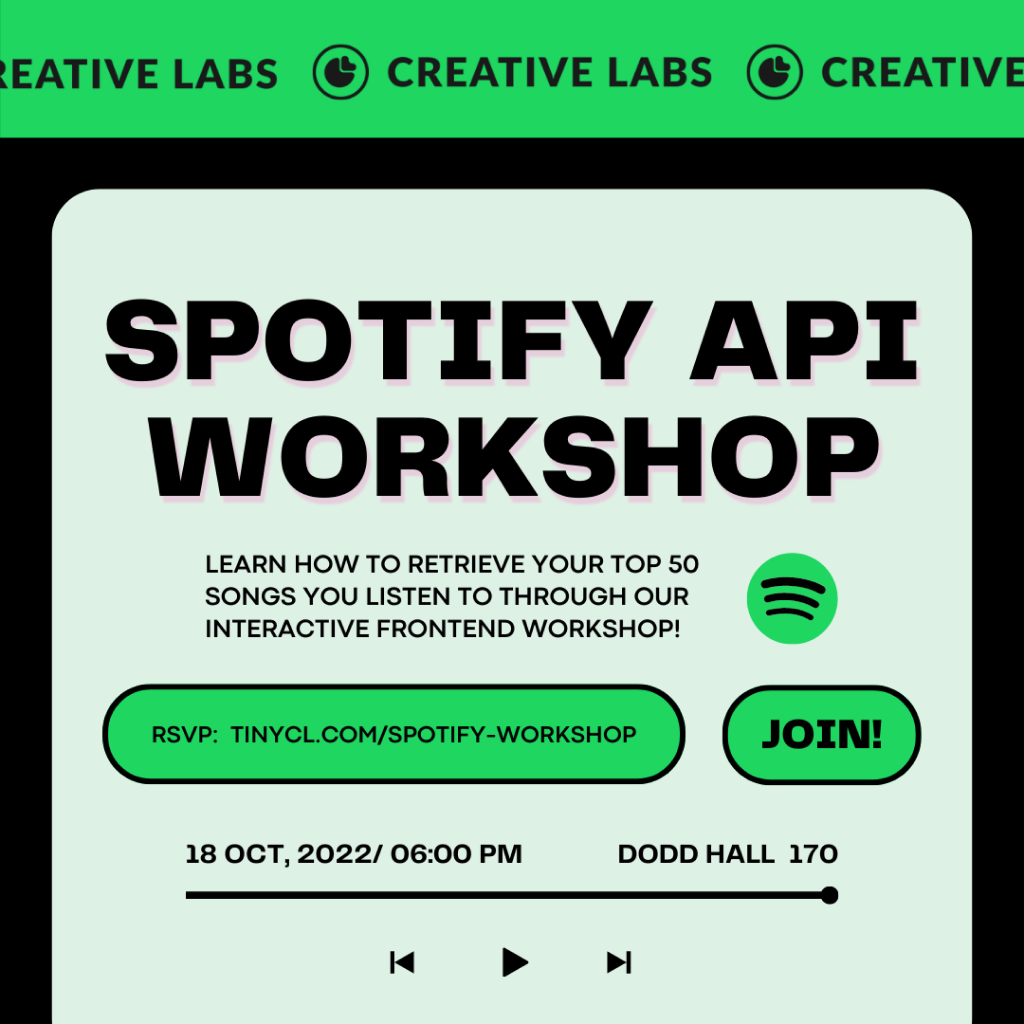 REATIVE LABS CREATIVE LABS CREATIVE
SPOTIFY API
WORKSHOP
LEARN HOW TO RETRIEVE YOUR TOP 50
SONGS YOU LISTEN TO THROUGH OUR
INTERACTIVE FRONTEND WORKSHOP!
RSVP: TINYCL.COM/SPOTIFY-WORKSHOP JOIN!
18 OCT, 2022/ 06:00 PM DODD HALL 170